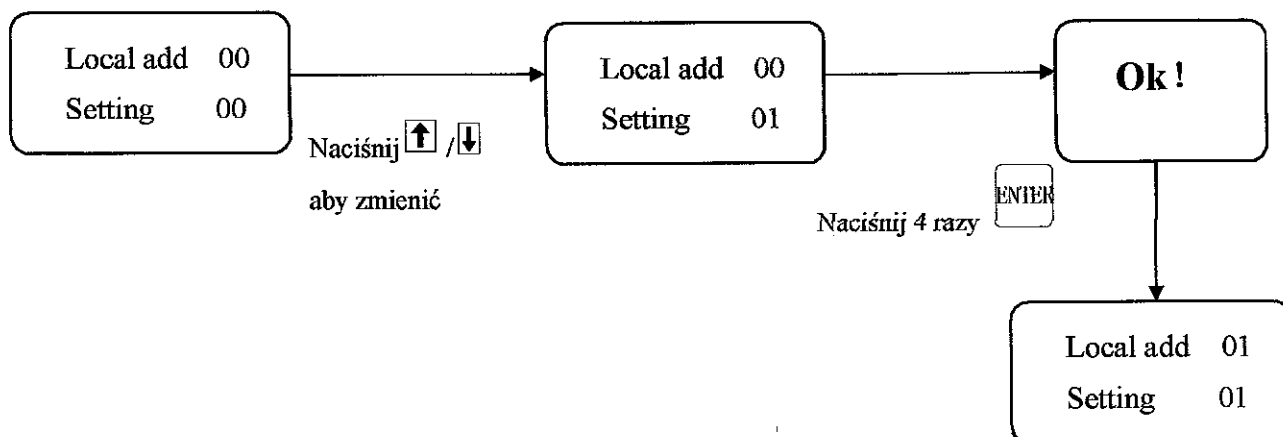 Local add 00
Setting 00
Naciśnij ↑ / ↓
aby zmienić
Local add 00
Setting 01
Naciśnij 4 razy ENTER
Ok !
Local add 01
Setting 01